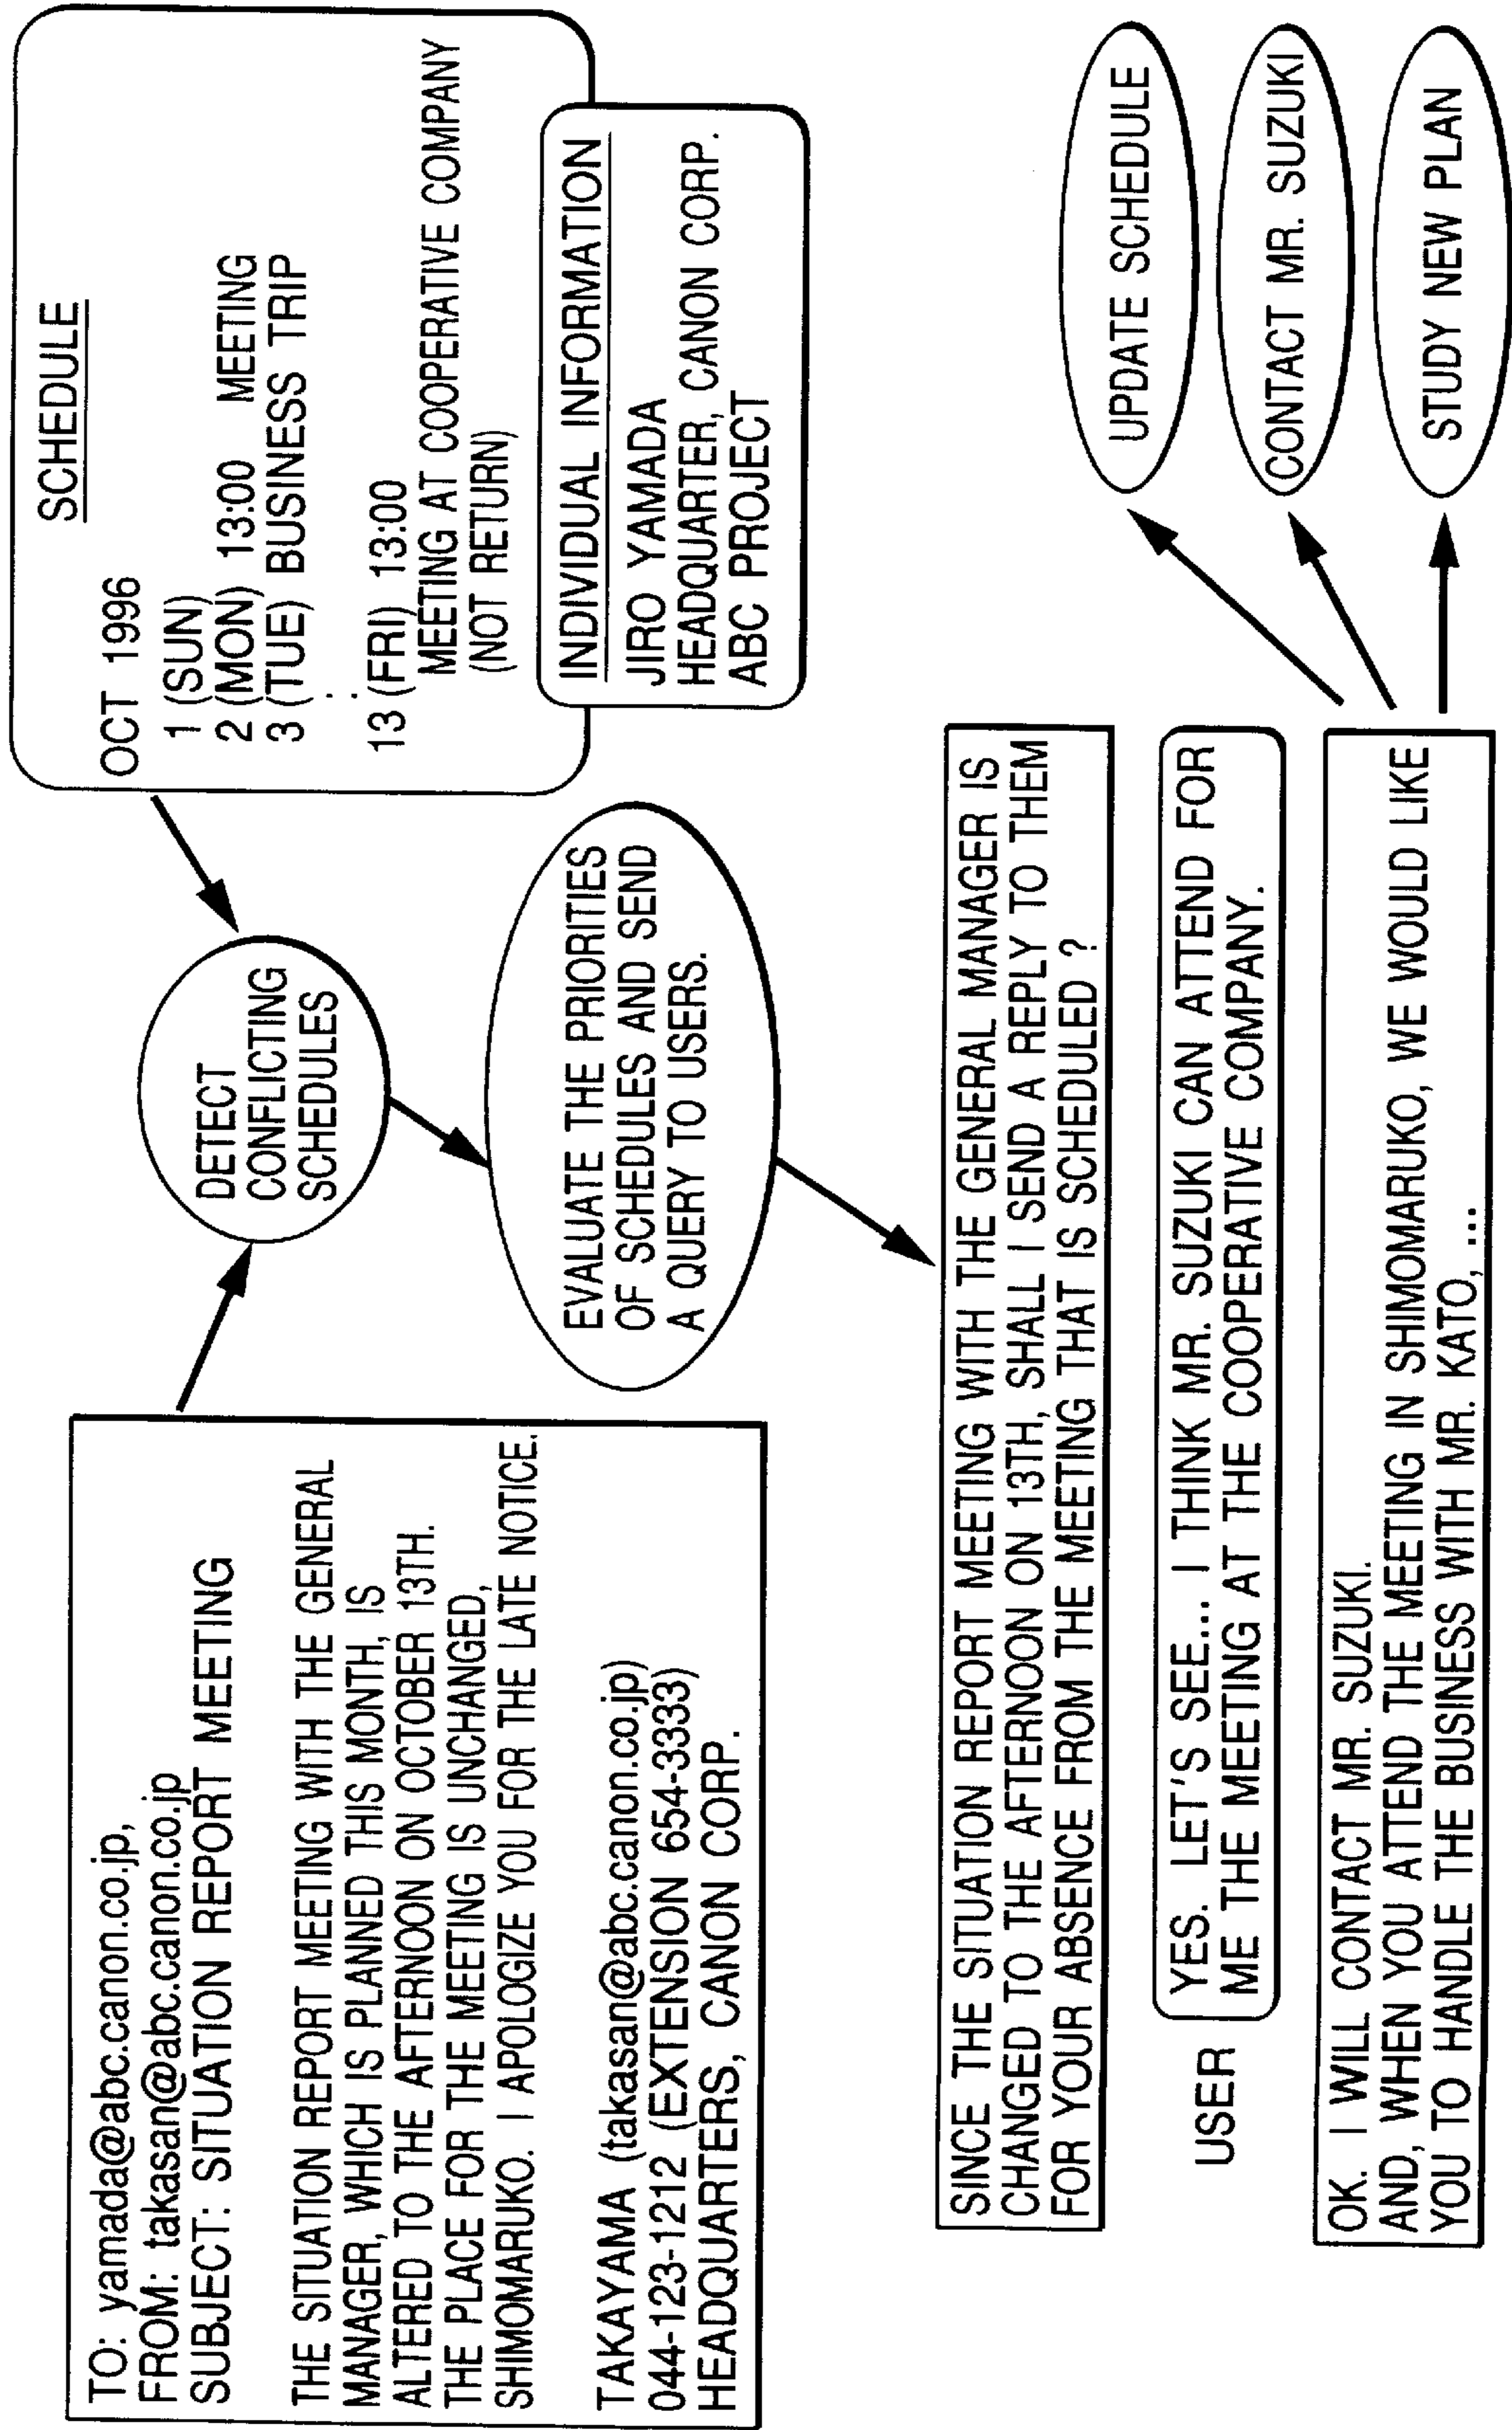 TO: yamada@abc.canon.co.jp,
FROM: takasan@abc.canon.co.jp
SUBJECT: SITUATION REPORT MEETING
THE SITUATION REPORT MEETING WITH THE GENERAL
MANAGER, WHICH IS PLANNED THIS MONTH, IS
ALTERED TO THE AFTERNOON ON OCTOBER 13TH.
THE PLACE FOR THE MEETING IS UNCHANGED,
SHIMOMARUKO. I APOLOGIZE YOU FOR THE LATE NOTICE.
TAKAYAMA (takasan@abc.canon.co.jp)
044-123-1212 (EXTENSION 654-3333)
HEADQUARTERS, CANON CORP.
DETECT
CONFLICTING
SCHEDULES
SCHEDULE
OCT 1996
1 (SUN)
2 (MON) 13:00 MEETING
3 (TUE) BUSINESS TRIP
:
13 (FRI) 13:00
MEETING AT COOPERATIVE COMPANY
(NOT RETURN)
INDIVIDUAL INFORMATION
JIRO YAMADA
HEADQUARTER, CANON CORP.
ABC PROJECT
EVALUATE THE PRIORITIES
OF SCHEDULES AND SEND
A QUERY TO USERS.
SINCE THE SITUATION REPORT MEETING WITH THE GENERAL MANAGER IS
CHANGED TO THE AFTERNOON ON 13TH, SHALL I SEND A REPLY TO THEM
FOR YOUR ABSENCE FROM THE MEETING THAT IS SCHEDULED ?
USER
YES. LET'S SEE... I THINK MR. SUZUKI CAN ATTEND FOR
ME THE MEETING AT THE COOPERATIVE COMPANY.
OK. I WILL CONTACT MR. SUZUKI.
AND, WHEN YOU ATTEND THE MEETING IN SHIMOMARUKO, WE WOULD LIKE
YOU TO HANDLE THE BUSINESS WITH MR. KATO, ...
UPDATE SCHEDULE
CONTACT MR. SUZUKI
STUDY NEW PLAN